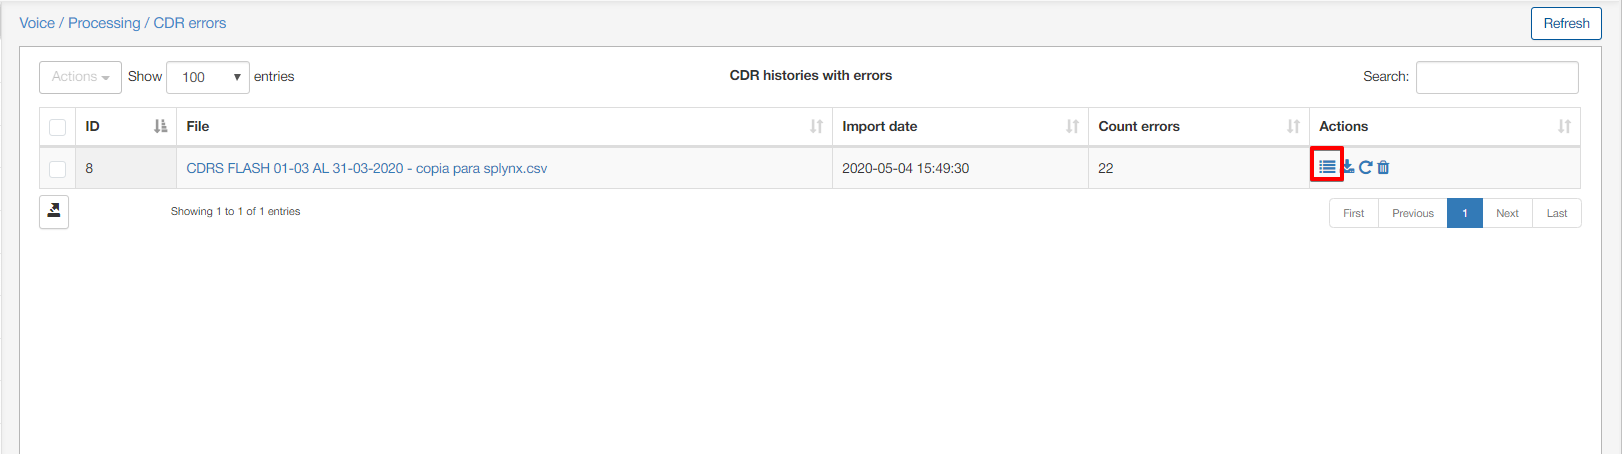 Voice / Processing / CDR errors
Refresh
Actions Show 100 entries
CDR histories with errors
Search:
ID File Import date Count errors Actions
8 CDRS FLASH 01-03 AL 31-03-2020 - copia para splynx.csv 2020-05-04 15:49:30 22
Showing 1 to 1 of 1 entries
First Previous 1 Next Last